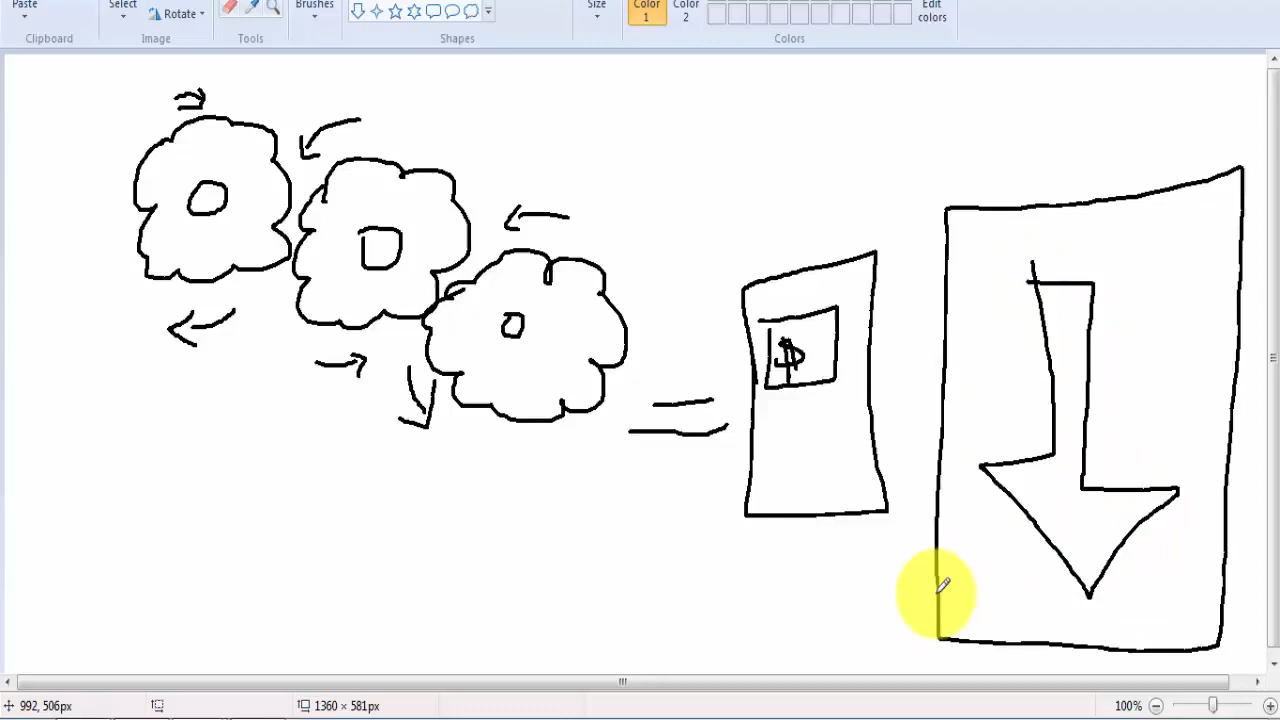 Paste
Select
Rotate
Brushes
Size
Color 1
Color 2
Edit colors
Clipboard
Image
Tools
Shapes
Colors
992, 506px
1360 × 581px
100%